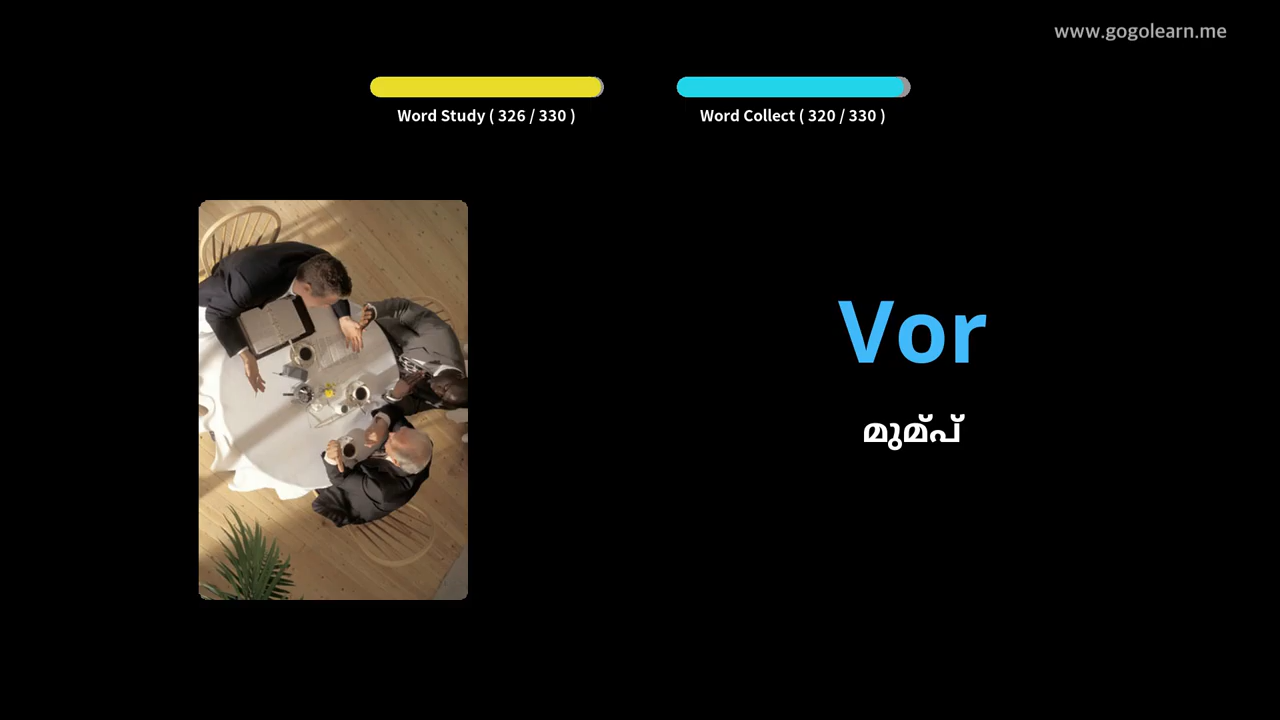 www.gogolearn.me
Word Study ( 326 / 330 )
Word Collect ( 320 / 330 )
Vor
മുമ്പ്